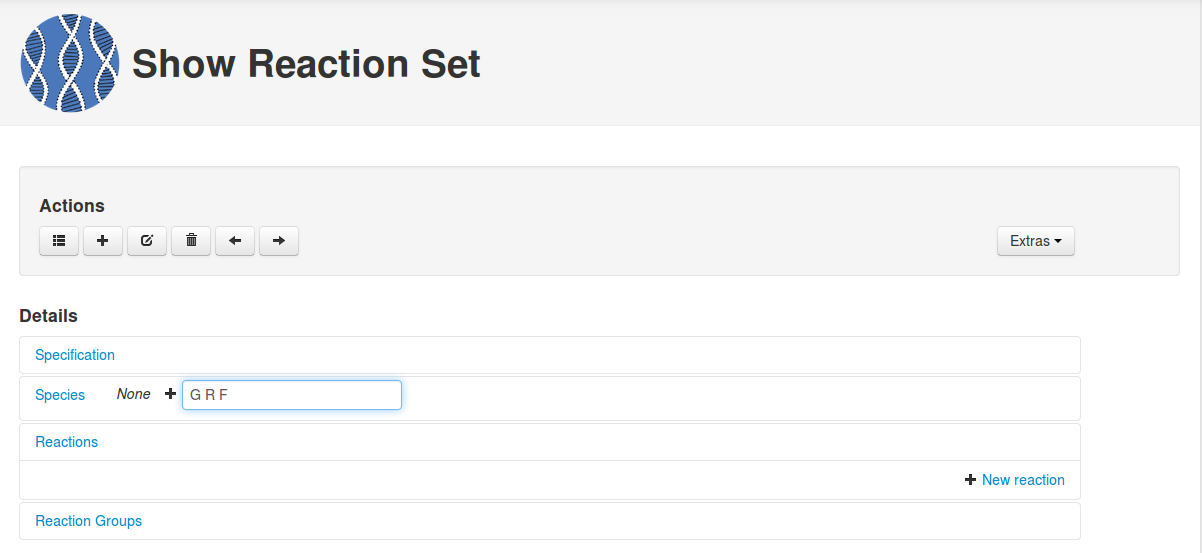 Show Reaction Set
Actions
Extras
Details
Specification
Species None G R F
Reactions
New reaction
Reaction Groups